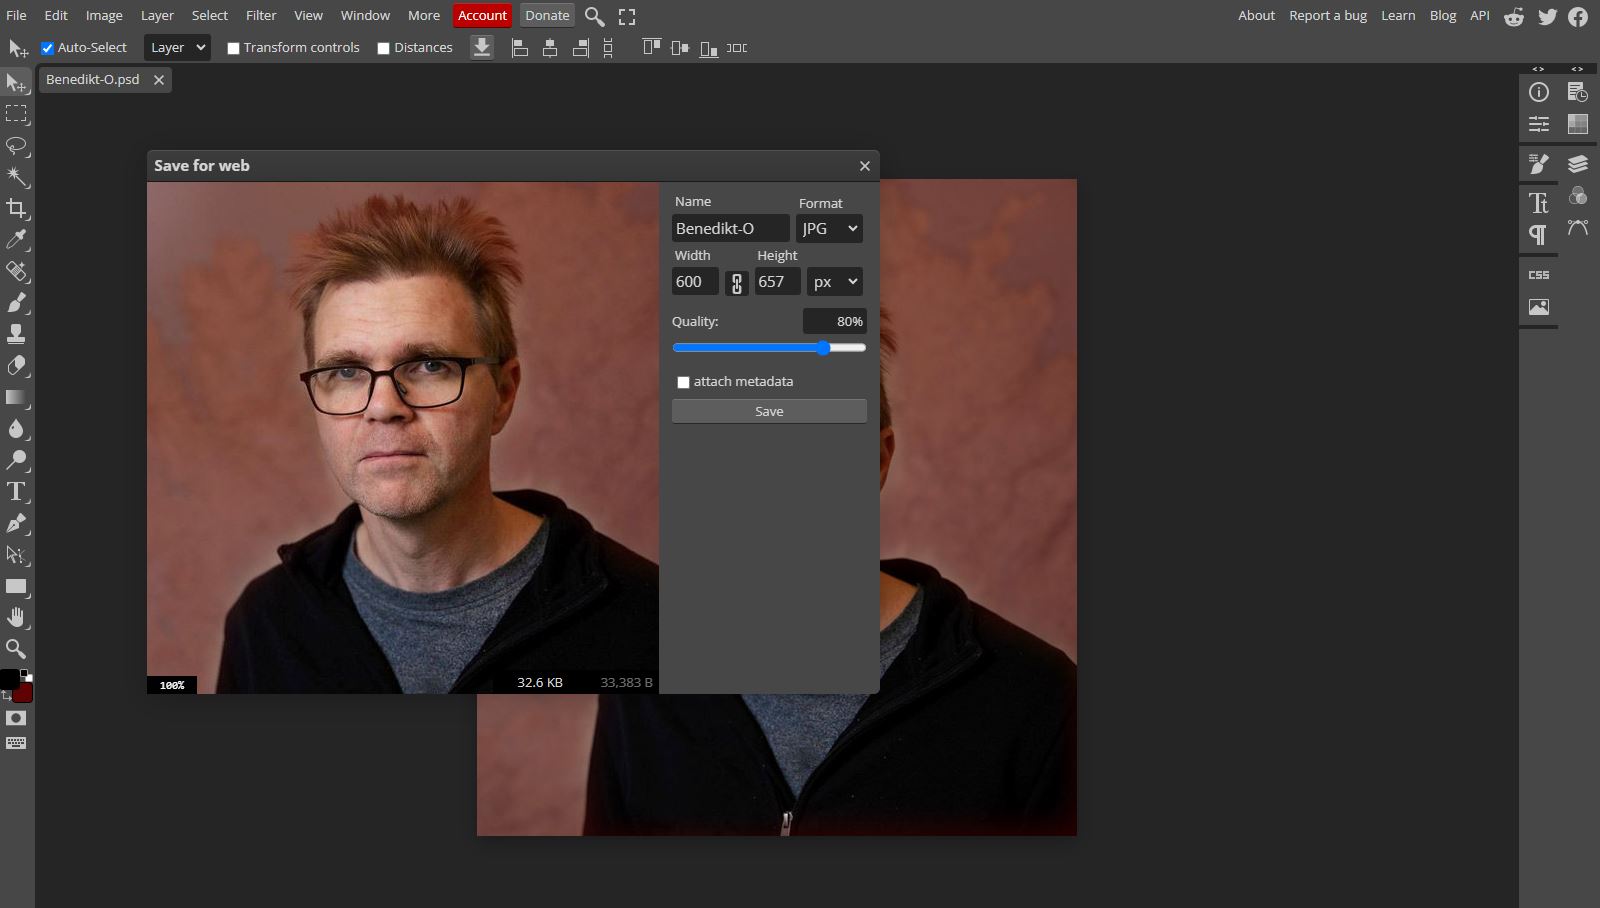 File Edit Image Layer Select Filter View Window More Account Donate About Report a bug Learn Blog API
Auto-Select Layer Transform controls Distances
Benedikt-O.psd
Save for web
Name Format
Benedikt-O JPG
Width Height
600 657 px
Quality: 80%
attach metadata
Save
100% 32.6 KB 33,383 B
CSS